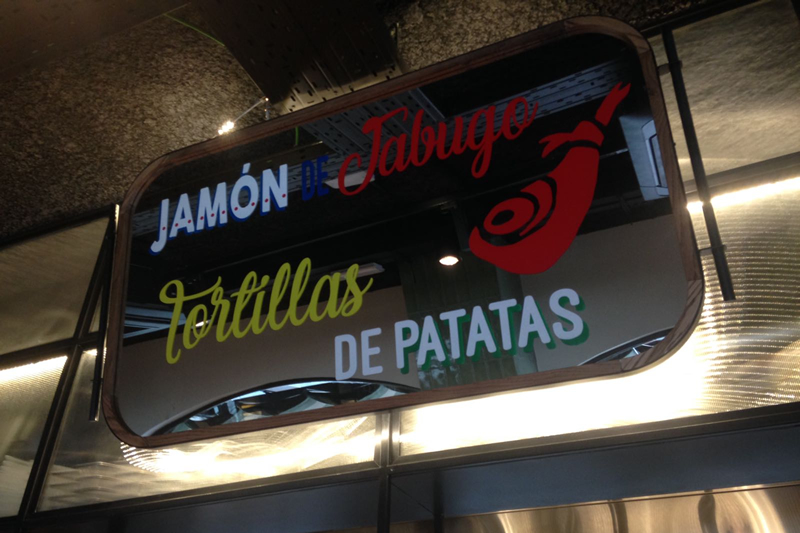 JAMÓN DE Jabugo
Tortillas
DE PATATAS